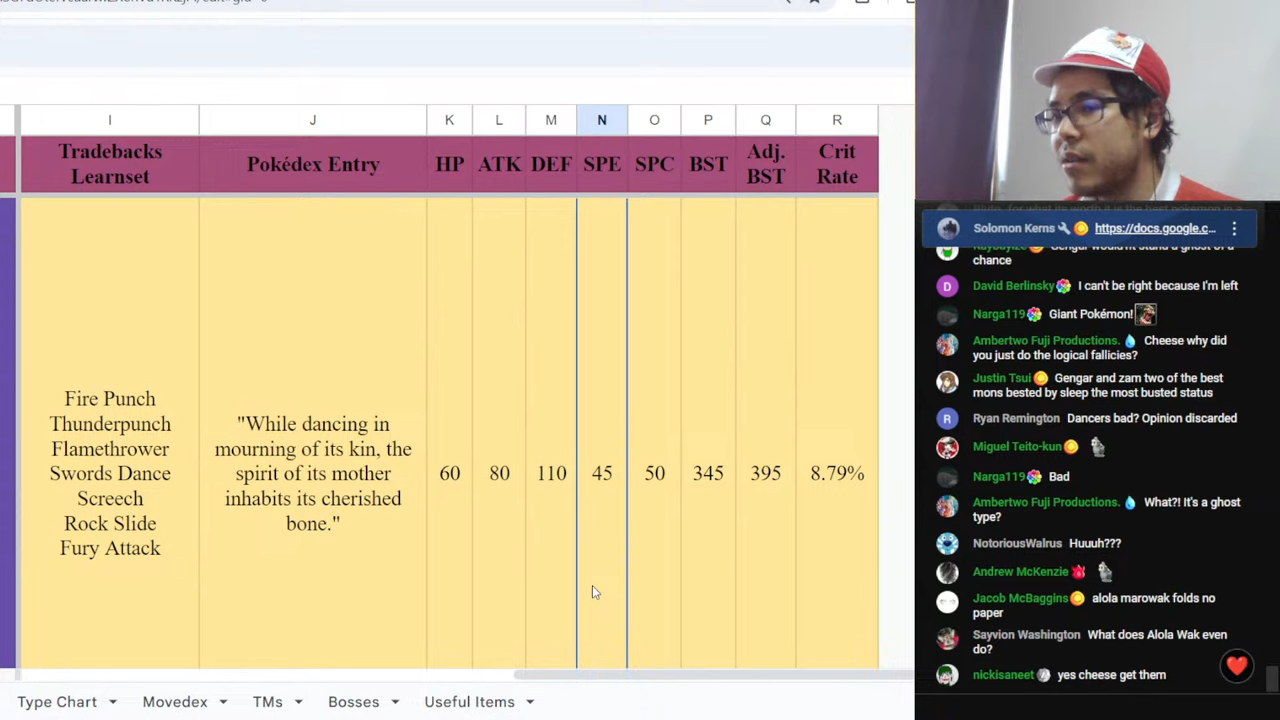 I J K L M N O P Q R
Tradebacks
Learnset
Pokédex Entry
HP ATK DEF SPE SPC BST
Adj.
BST
Crit
Rate
Fire Punch
Thunderpunch
Flamethrower
Swords Dance
Screech
Rock Slide
Fury Attack
"While dancing in
mourning of its kin, the
spirit of its mother
inhabits its cherished
bone."
60 80 110 45 50 345 395 8.79%
Type Chart Movedex TMs Bosses Useful Items
Solomon Kerns https://docs.google.c...
chance
David Berlinsky I can't be right because I'm left
Narga119 Giant Pokémon!
Ambertwo Fuji Productions. Cheese why did
you just do the logical fallicies?
Justin Tsui Gengar and zam two of the best
mons bested by sleep the most busted status
Ryan Remington Dancers bad? Opinion discarded
Miguel Teito-kun
Narga119 Bad
Ambertwo Fuji Productions. What?! It's a ghost
type?
NotoriousWalrus Huuuh???
Andrew McKenzie
Jacob McBaggins alola marowak folds no
paper
Sayvion Washington What does Alola Wak even
do?
nickisaneet yes cheese get them